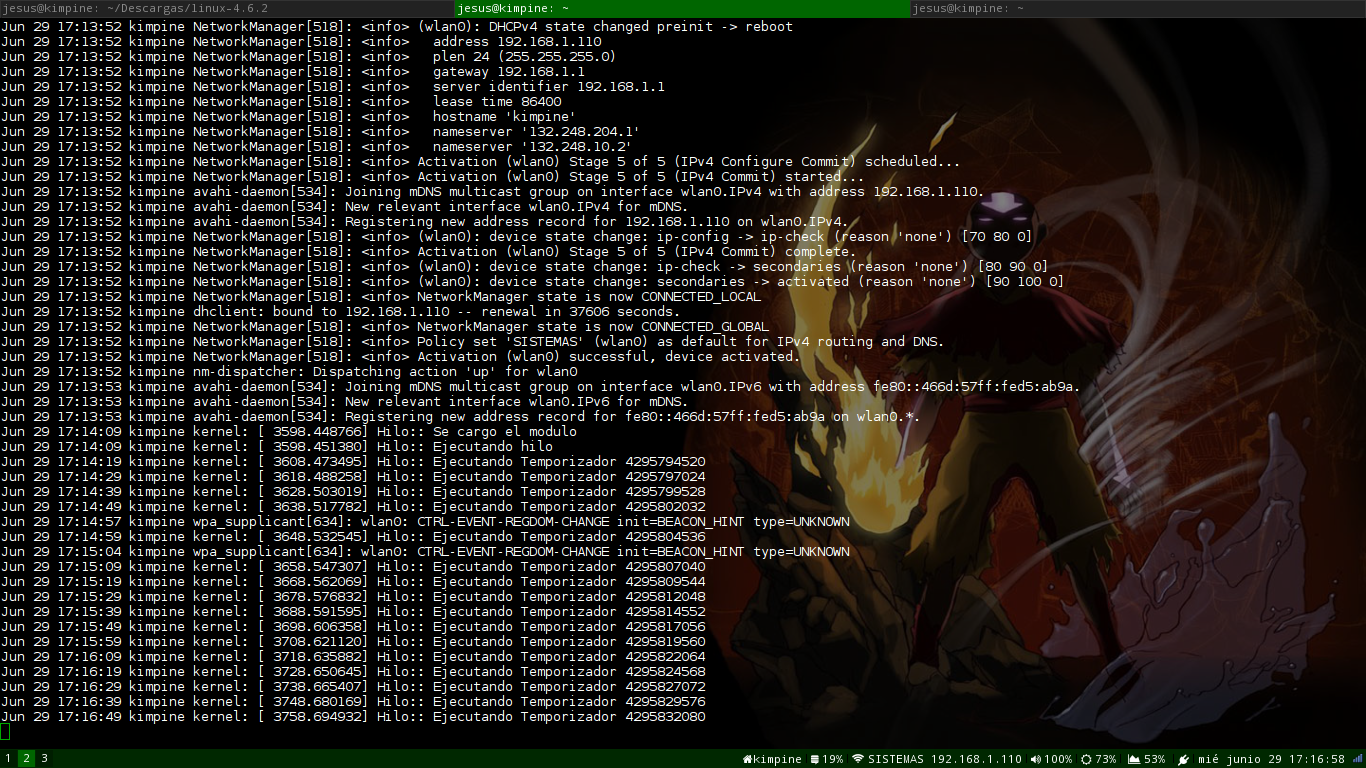 jesus@kimpine: ~/Descargas/linux-4.6.2
jesus@kimpine: ~
jesus@kimpine: ~
Jun 29 17:13:52 kimpine NetworkManager[518]: <info> (wlan0): DHCPv4 state changed preinit -> reboot
Jun 29 17:13:52 kimpine NetworkManager[518]: <info>   address 192.168.1.110
Jun 29 17:13:52 kimpine NetworkManager[518]: <info>   plen 24 (255.255.255.0)
Jun 29 17:13:52 kimpine NetworkManager[518]: <info>   gateway 192.168.1.1
Jun 29 17:13:52 kimpine NetworkManager[518]: <info>   server identifier 192.168.1.1
Jun 29 17:13:52 kimpine NetworkManager[518]: <info>   lease time 86400
Jun 29 17:13:52 kimpine NetworkManager[518]: <info>   hostname 'kimpine'
Jun 29 17:13:52 kimpine NetworkManager[518]: <info>   nameserver '132.248.204.1'
Jun 29 17:13:52 kimpine NetworkManager[518]: <info>   nameserver '132.248.10.2'
Jun 29 17:13:52 kimpine NetworkManager[518]: <info> Activation (wlan0) Stage 5 of 5 (IPv4 Configure Commit) scheduled...
Jun 29 17:13:52 kimpine NetworkManager[518]: <info> Activation (wlan0) Stage 5 of 5 (IPv4 Commit) started...
Jun 29 17:13:52 kimpine avahi-daemon[534]: Joining mDNS multicast group on interface wlan0.IPv4 with address 192.168.1.110.
Jun 29 17:13:52 kimpine avahi-daemon[534]: New relevant interface wlan0.IPv4 for mDNS.
Jun 29 17:13:52 kimpine avahi-daemon[534]: Registering new address record for 192.168.1.110 on wlan0.IPv4.
Jun 29 17:13:52 kimpine NetworkManager[518]: <info> (wlan0): device state change: ip-config -> ip-check (reason 'none') [70 80 0]
Jun 29 17:13:52 kimpine NetworkManager[518]: <info> Activation (wlan0) Stage 5 of 5 (IPv4 Commit) complete.
Jun 29 17:13:52 kimpine NetworkManager[518]: <info> (wlan0): device state change: ip-check -> secondaries (reason 'none') [80 90 0]
Jun 29 17:13:52 kimpine NetworkManager[518]: <info> (wlan0): device state change: secondaries -> activated (reason 'none') [90 100 0]
Jun 29 17:13:52 kimpine NetworkManager[518]: <info> NetworkManager state is now CONNECTED_LOCAL
Jun 29 17:13:52 kimpine dhclient: bound to 192.168.1.110 -- renewal in 37606 seconds.
Jun 29 17:13:52 kimpine NetworkManager[518]: <info> NetworkManager state is now CONNECTED_GLOBAL
Jun 29 17:13:52 kimpine NetworkManager[518]: <info> Policy set 'SISTEMAS' (wlan0) as default for IPv4 routing and DNS.
Jun 29 17:13:52 kimpine NetworkManager[518]: <info> Activation (wlan0) successful, device activated.
Jun 29 17:13:52 kimpine nm-dispatcher: Dispatching action 'up' for wlan0
Jun 29 17:13:53 kimpine avahi-daemon[534]: Joining mDNS multicast group on interface wlan0.IPv6 with address fe80::466d:57ff:fed5:ab9a.
Jun 29 17:13:53 kimpine avahi-daemon[534]: New relevant interface wlan0.IPv6 for mDNS.
Jun 29 17:13:53 kimpine avahi-daemon[534]: Registering new address record for fe80::466d:57ff:fed5:ab9a on wlan0.*.
Jun 29 17:14:09 kimpine kernel: [ 3598.448766] Hilo:: Se cargo el modulo
Jun 29 17:14:09 kimpine kernel: [ 3598.451380] Hilo:: Ejecutando hilo
Jun 29 17:14:19 kimpine kernel: [ 3608.473495] Hilo:: Ejecutando Temporizador 4295794520
Jun 29 17:14:29 kimpine kernel: [ 3618.488258] Hilo:: Ejecutando Temporizador 4295797024
Jun 29 17:14:39 kimpine kernel: [ 3628.503019] Hilo:: Ejecutando Temporizador 4295799528
Jun 29 17:14:49 kimpine kernel: [ 3638.517782] Hilo:: Ejecutando Temporizador 4295802032
Jun 29 17:14:57 kimpine wpa_supplicant[634]: wlan0: CTRL-EVENT-REGDOM-CHANGE init=BEACON_HINT type=UNKNOWN
Jun 29 17:14:59 kimpine kernel: [ 3648.532545] Hilo:: Ejecutando Temporizador 4295804536
Jun 29 17:15:04 kimpine wpa_supplicant[634]: wlan0: CTRL-EVENT-REGDOM-CHANGE init=BEACON_HINT type=UNKNOWN
Jun 29 17:15:09 kimpine kernel: [ 3658.547307] Hilo:: Ejecutando Temporizador 4295807040
Jun 29 17:15:19 kimpine kernel: [ 3668.562069] Hilo:: Ejecutando Temporizador 4295809544
Jun 29 17:15:29 kimpine kernel: [ 3678.576832] Hilo:: Ejecutando Temporizador 4295812048
Jun 29 17:15:39 kimpine kernel: [ 3688.591595] Hilo:: Ejecutando Temporizador 4295814552
Jun 29 17:15:49 kimpine kernel: [ 3698.606358] Hilo:: Ejecutando Temporizador 4295817056
Jun 29 17:15:59 kimpine kernel: [ 3708.621120] Hilo:: Ejecutando Temporizador 4295819560
Jun 29 17:16:09 kimpine kernel: [ 3718.635882] Hilo:: Ejecutando Temporizador 4295822064
Jun 29 17:16:19 kimpine kernel: [ 3728.650645] Hilo:: Ejecutando Temporizador 4295824568
Jun 29 17:16:29 kimpine kernel: [ 3738.665407] Hilo:: Ejecutando Temporizador 4295827072
Jun 29 17:16:39 kimpine kernel: [ 3748.680169] Hilo:: Ejecutando Temporizador 4295829576
Jun 29 17:16:49 kimpine kernel: [ 3758.694932] Hilo:: Ejecutando Temporizador 4295832080
1 2 3 kimpine 19% SISTEMAS 192.168.1.110 100% 73% 53% mié junio 29 17:16:58